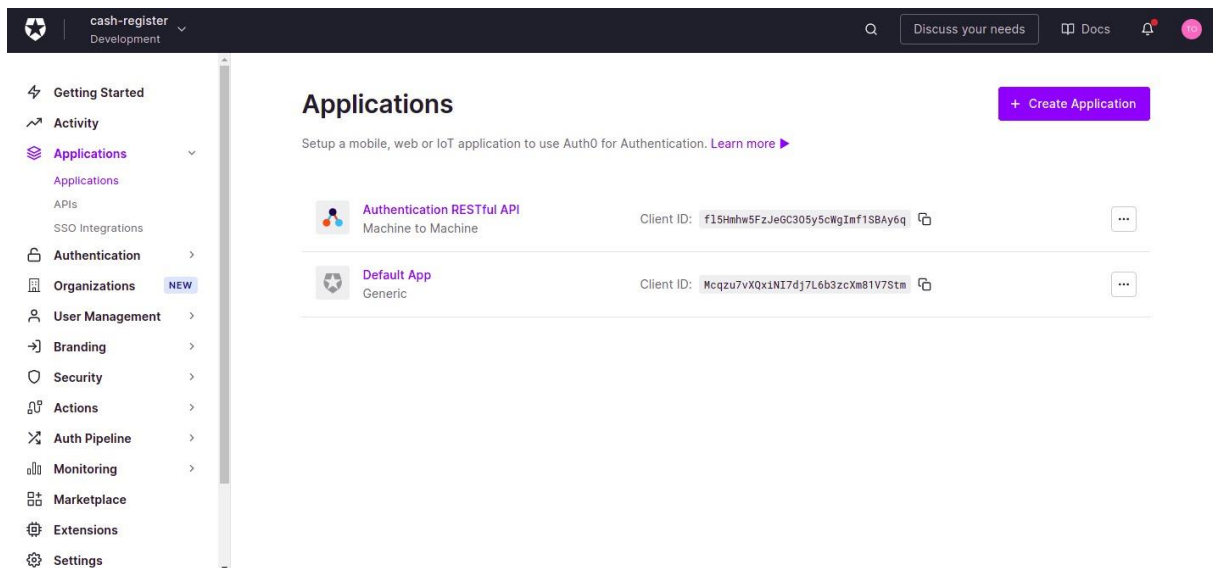 cash-register
Development
Discuss your needs
Docs
TO
Getting Started
Activity
Applications
Applications
APIs
SSO Integrations
Authentication
Organizations NEW
User Management
Branding
Security
Actions
Auth Pipeline
Monitoring
Marketplace
Extensions
Settings
Applications
+ Create Application
Setup a mobile, web or IoT application to use Auth0 for Authentication. Learn more ▶
Authentication RESTful API
Machine to Machine
Client ID: fl5Hmhw5FzJeGC3O5y5cWgImf1SBAy6q
...
Default App
Generic
Client ID: Mcqzu7vXQxiNI7dj7L6b3zcXm81V7Stm
...